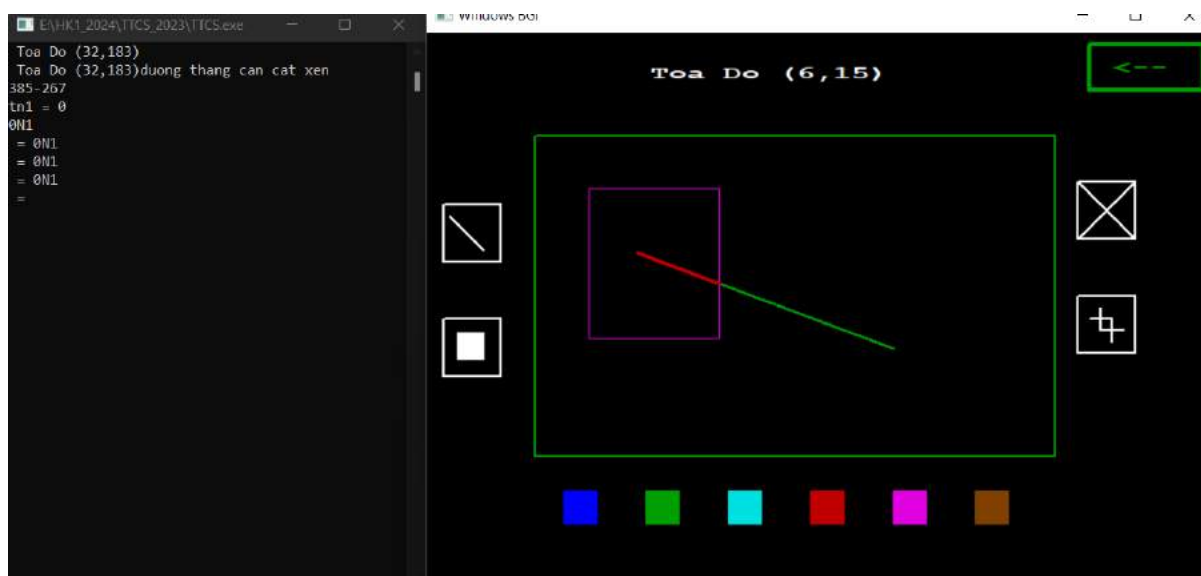 E:\HK1_2024\TTCS_2023\TTCS.exe
Toa Do (32,183)
Toa Do (32,183)duong thang can cat xen
385-267
tn1 = 0
0N1
= 0N1
= 0N1
= 0N1
=
Windows BGI
Toa Do (6,15)
<--